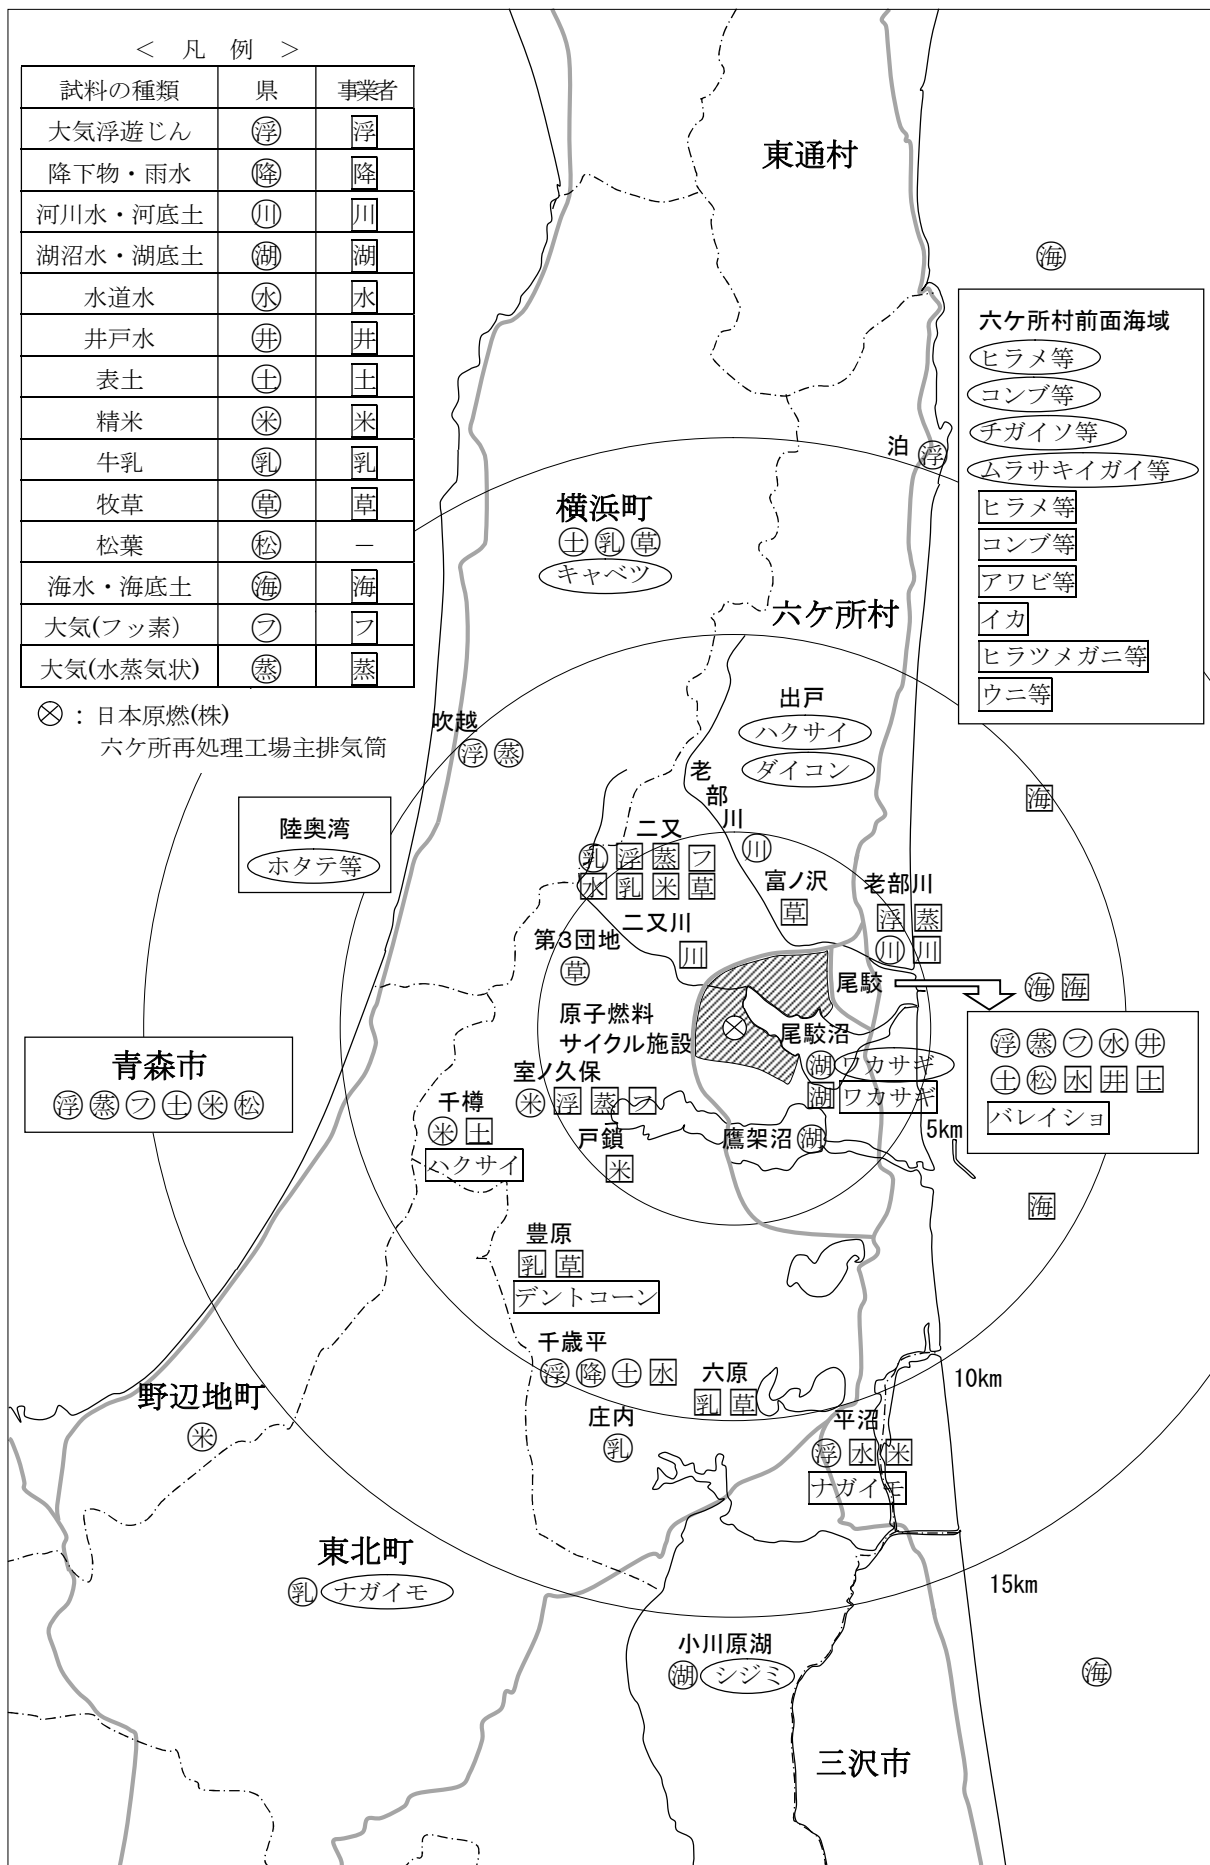 ＜ 凡 例 ＞
試料の種類 県 事業者
大気浮遊じん 浮 浮
降下物・雨水 降 降
河川水・河底土 川 川
湖沼水・湖底土 湖 湖
水道水 水 水
井戸水 井 井
表土 土 土
精米 米 米
牛乳 乳 乳
牧草 草 草
松葉 松 －
海水・海底土 海 海
大気(フッ素) フ フ
大気(水蒸気状) 蒸 蒸
⊗：日本原燃(株)
六ケ所再処理工場主排気筒
東通村
海
六ケ所村前面海域
ヒラメ等
コンブ等
チガイソ等
ムラサキイガイ等
ヒラメ等
コンブ等
アワビ等
イカ
ヒラツメガニ等
ウニ等
泊 浮
横浜町
土 乳 草
キャベツ
六ケ所村
出戸
ハクサイ
ダイコン
吹越
浮 蒸
陸奥湾
ホタテ等
老部川
川
海
二又
乳 浮 蒸 フ
水 乳 米 草
富ノ沢
草
老部川
浮 蒸
川 川
二又川
川
第3団地
草
尾駮
海 海
浮 蒸 フ 水 井
土 松 水 井 土
バレイショ
原子燃料
サイクル施設
尾駮沼
湖 ワカサギ
湖 ワカサギ
青森市
浮 蒸 フ 土 米 松
室ノ久保
米 浮 蒸 フ
千樽
米 土
ハクサイ
戸鎖
米
鷹架沼 湖
5km
海
豊原
乳 草
デントコーン
千歳平
浮 降 土 水
六原
乳 草
10km
野辺地町
米
庄内
乳
平沼
浮 水 米
ナガイモ
東北町
乳 ナガイモ
15km
小川原湖
湖 シジミ
海
三沢市